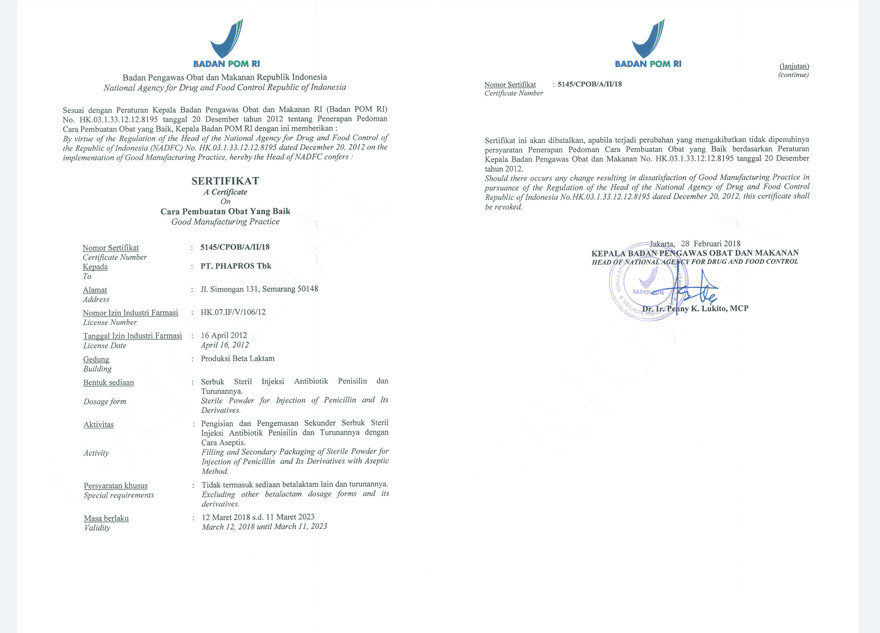 BADAN POM RI
Badan Pengawas Obat dan Makanan Republik Indonesia
National Agency for Drug and Food Control Republic of Indonesia
Sesuai dengan Peraturan Kepala Badan Pengawas Obat dan Makanan RI (Badan POM RI)
No. HK.03.1.33.12.12.8195 tanggal 20 Desember tahun 2012 tentang Penerapan Pedoman
Cara Pembuatan Obat yang Baik, Kepala Badan POM RI dengan ini memberikan :
By virtue of the Regulation of the Head of the National Agency for Drug and Food Control of
the Republic of Indonesia (NADFC) No. HK.03.1.33.12.12.8195 dated December 20, 2012 on the
implementation of Good Manufacturing Practice, hereby the Head of NADFC confers :
SERTIFIKAT
A Certificate
On
Cara Pembuatan Obat Yang Baik
Good Manufacturing Practice
Nomor Sertifikat : 5145/CPOB/A/II/18
Certificate Number
Kepada : PT. PHAPROS Tbk
To
Alamat : Jl. Simongan 131, Semarang 50148
Address
Nomor Izin Industri Farmasi : HK.07.IF/V/106/12
License Number
Tanggal Izin Industri Farmasi : 16 April 2012
License Date April 16, 2012
Gedung : Produksi Beta Laktam
Building
Bentuk sediaan : Serbuk Steril Injeksi Antibiotik Penisilin dan
Turunannya.
Dosage form Sterile Powder for Injection of Penicillin and Its
Derivatives.
Aktivitas : Pengisian dan Pengemasan Sekunder Serbuk Steril
Injeksi Antibiotik Penisilin dan Turunannya dengan
Cara Aseptis.
Activity Filling and Secondary Packaging of Sterile Powder for
Injection of Penicillin and Its Derivatives with Aseptic
Method.
Persyaratan khusus : Tidak termasuk sediaan betalaktam lain dan turunannya.
Special requirements Excluding other betalactam dosage forms and its
derivatives.
Masa berlaku : 12 Maret 2018 s.d. 11 Maret 2023
Validity March 12, 2018 until March 11, 2023
BADAN POM RI
(lanjutan)
(continue)
Nomor Sertifikat : 5145/CPOB/A/II/18
Certificate Number
Sertifikat ini akan dibatalkan, apabila terjadi perubahan yang mengakibatkan tidak dipenuhinya
persyaratan Penerapan Pedoman Cara Pembuatan Obat yang Baik berdasarkan Peraturan
Kepala Badan Pengawas Obat dan Makanan No. HK.03.1.33.12.12.8195 tanggal 20 Desember
tahun 2012.
Should there occurs any change resulting in dissatisfaction of Good Manufacturing Practice in
pursuance of the Regulation of the Head of the National Agency of Drug and Food Control
Republic of Indonesia No.HK.03.1.33.12.12.8195 dated December 20, 2012, this certificate shall
be revoked.
Jakarta, 28 Februari 2018
KEPALA BADAN PENGAWAS OBAT DAN MAKANAN
HEAD OF NATIONAL AGENCY FOR DRUG AND FOOD CONTROL
BADAN POM
Dr. Ir. Penny K. Lukito, MCP